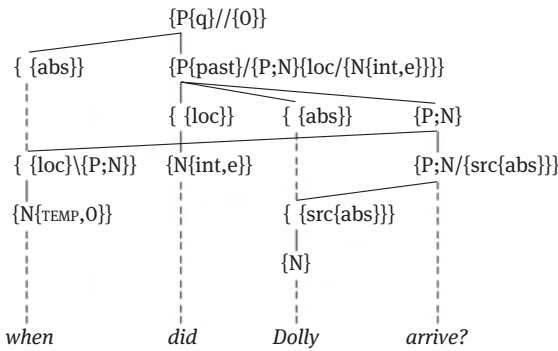 {P{q}//{0}}
{ {abs}} {P{past}/{P;N}{loc/{N{int,e}}}}
{ {loc}} { {abs}} {P;N}
{ {loc}\{P;N}} {N{int,e}} {P;N/{src{abs}}}
{N{TEMP,0}} { {src{abs}}}
{N}
when did Dolly arrive?